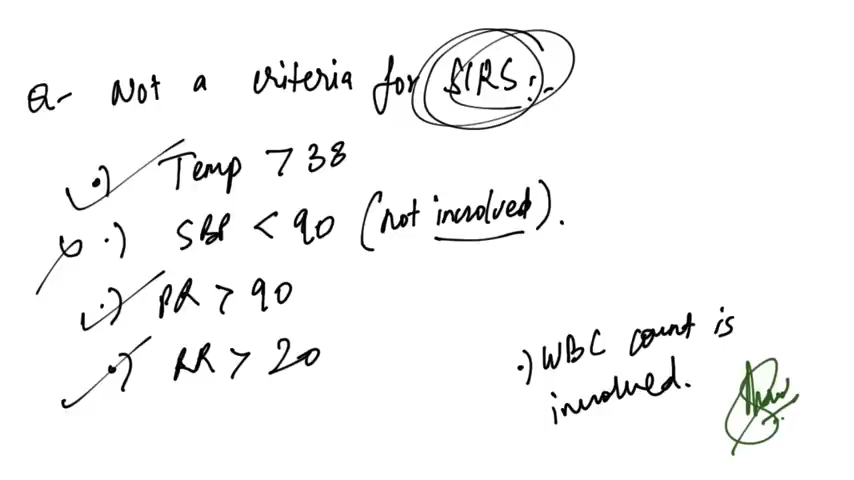 Q- Not a criteria for SIRS :-
.) Temp > 38
.) SBP < 90 (not involved).
.) PR > 90
.) RR > 20
.) WBC count is
involved.